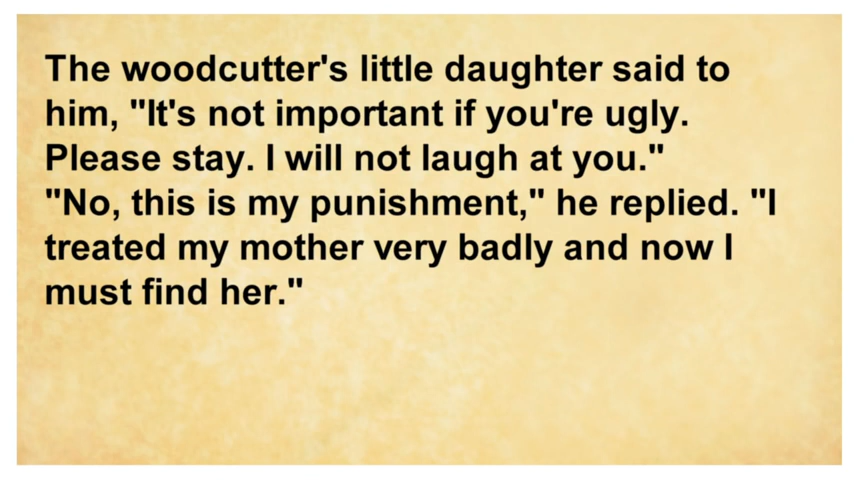 The woodcutter's little daughter said to
him, "It's not important if you're ugly.
Please stay. I will not laugh at you."
"No, this is my punishment," he replied. "I
treated my mother very badly and now I
must find her."